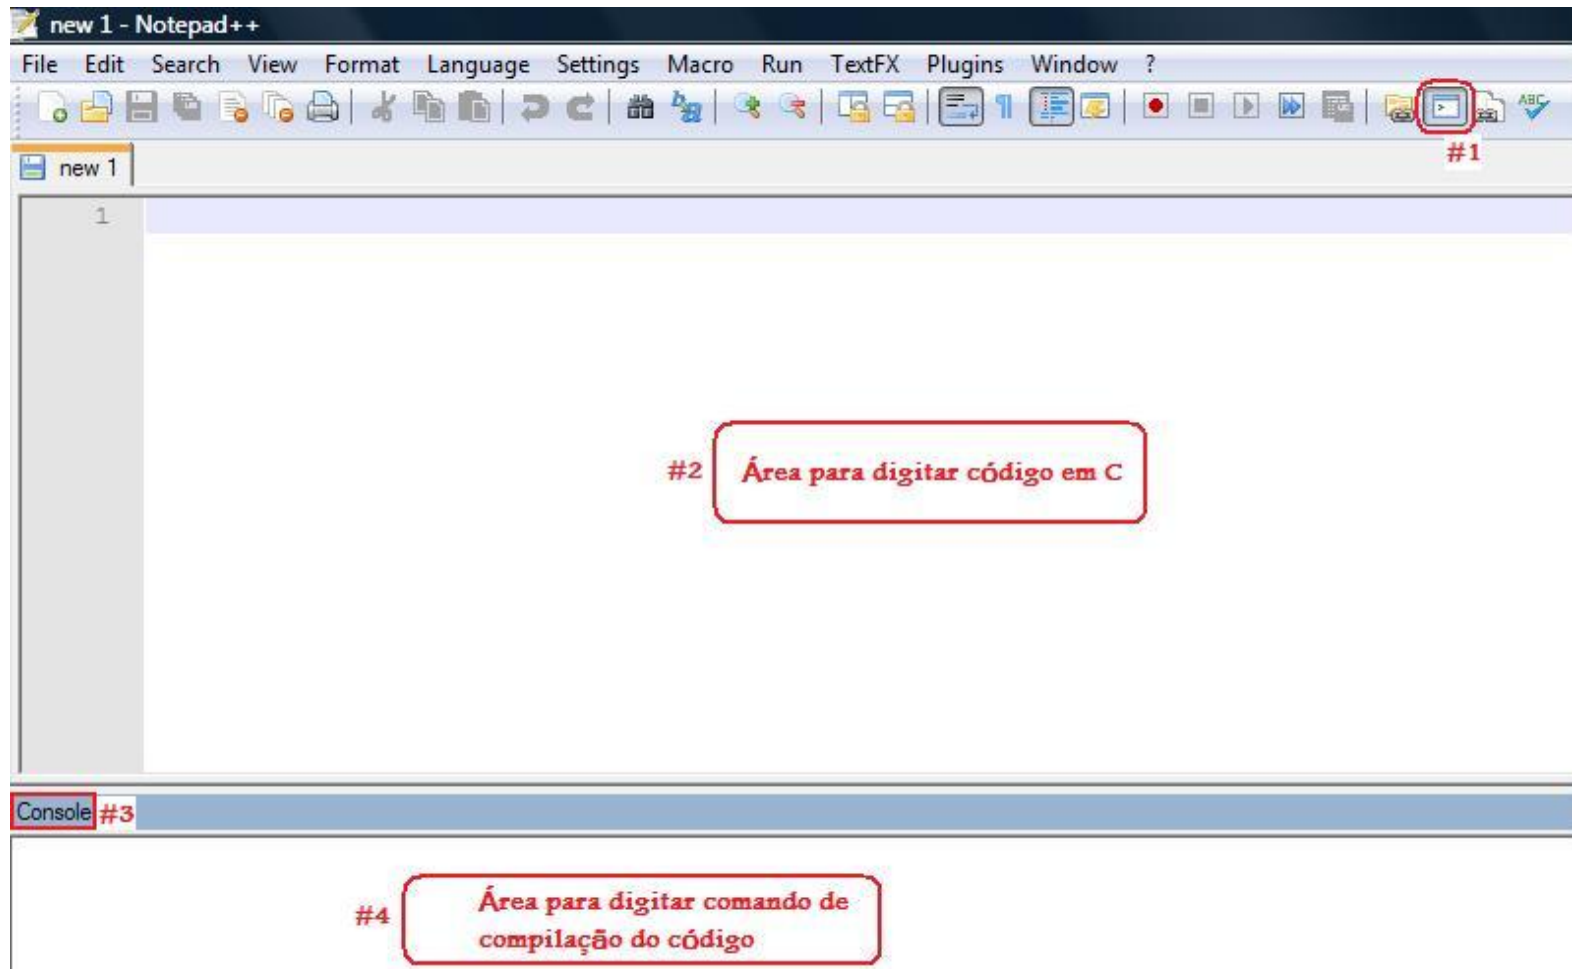 new 1 - Notepad++
File Edit Search View Format Language Settings Macro Run TextFX Plugins Window ?
ABC
#1
new 1
1
#2 Área para digitar código em C
Console #3
#4 Área para digitar comando de
compilação do código